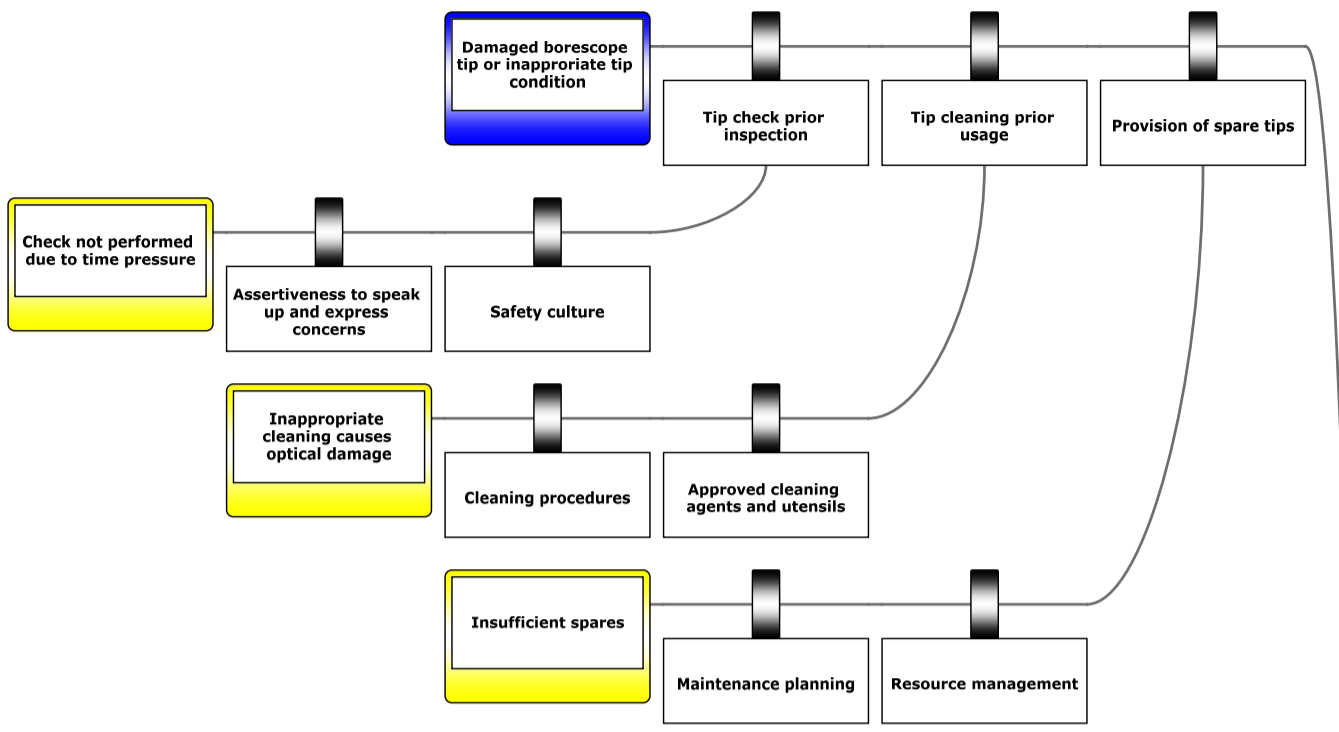 Damaged borescope
tip or inapproriate tip
condition
Tip check prior
inspection
Tip cleaning prior
usage
Provision of spare tips
Check not performed
due to time pressure
Assertiveness to speak
up and express
concerns
Safety culture
Inappropriate
cleaning causes
optical damage
Cleaning procedures
Approved cleaning
agents and utensils
Insufficient spares
Maintenance planning
Resource management